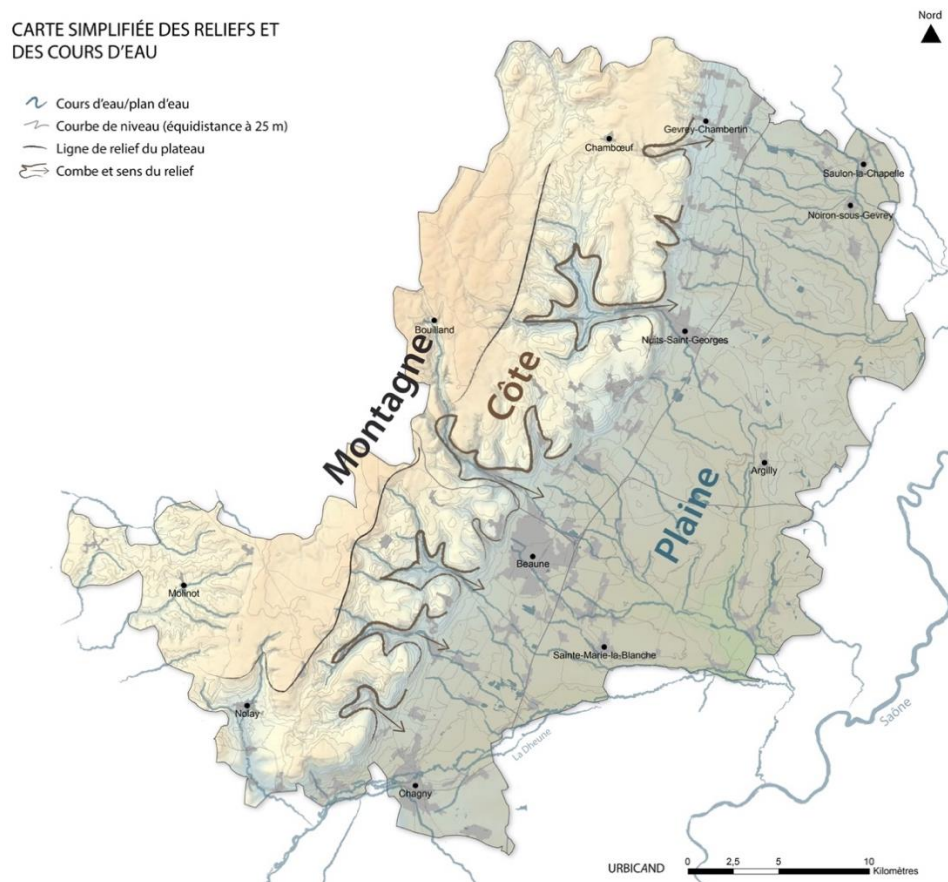 CARTE SIMPLIFIÉE DES RELIEFS ET
DES COURS D'EAU
Cours d'eau/plan d'eau
Courbe de niveau (équidistance à 25 m)
Ligne de relief du plateau
Combe et sens du relief
Nord
Gevrey-Chambertin
Chambœuf
Saulon-la-Chapelle
Noiron-sous-Gevrey
Bouilland
Nuits-Saint-Georges
Montagne
Côte
Plaine
Argilly
Beaune
Molinot
Sainte-Marie-la-Blanche
Nolay
Saône
La Dheune
Chagny
URBICAND
0 2,5 5 10
Kilomètres